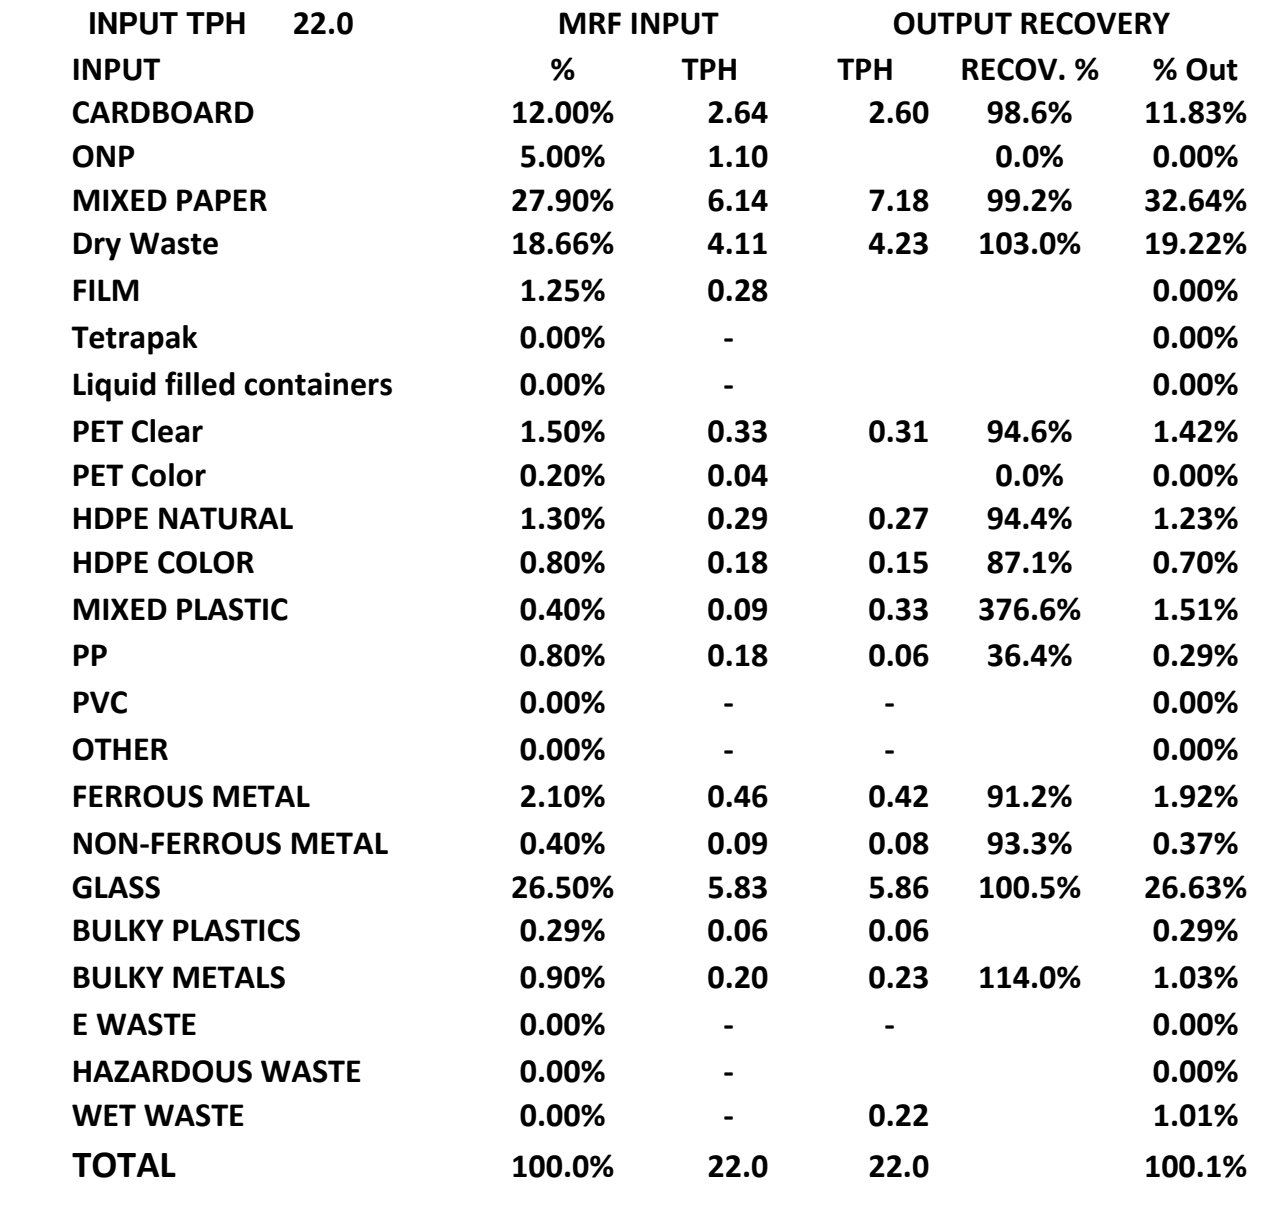 INPUT TPH 22.0 MRF INPUT OUTPUT RECOVERY
INPUT % TPH TPH RECOV. % % Out
CARDBOARD 12.00% 2.64 2.60 98.6% 11.83%
ONP 5.00% 1.10 0.0% 0.00%
MIXED PAPER 27.90% 6.14 7.18 99.2% 32.64%
Dry Waste 18.66% 4.11 4.23 103.0% 19.22%
FILM 1.25% 0.28 0.00%
Tetrapak 0.00% - 0.00%
Liquid filled containers 0.00% - 0.00%
PET Clear 1.50% 0.33 0.31 94.6% 1.42%
PET Color 0.20% 0.04 0.0% 0.00%
HDPE NATURAL 1.30% 0.29 0.27 94.4% 1.23%
HDPE COLOR 0.80% 0.18 0.15 87.1% 0.70%
MIXED PLASTIC 0.40% 0.09 0.33 376.6% 1.51%
PP 0.80% 0.18 0.06 36.4% 0.29%
PVC 0.00% - - 0.00%
OTHER 0.00% - - 0.00%
FERROUS METAL 2.10% 0.46 0.42 91.2% 1.92%
NON-FERROUS METAL 0.40% 0.09 0.08 93.3% 0.37%
GLASS 26.50% 5.83 5.86 100.5% 26.63%
BULKY PLASTICS 0.29% 0.06 0.06 0.29%
BULKY METALS 0.90% 0.20 0.23 114.0% 1.03%
E WASTE 0.00% - - 0.00%
HAZARDOUS WASTE 0.00% - 0.00%
WET WASTE 0.00% - 0.22 1.01%
TOTAL 100.0% 22.0 22.0 100.1%